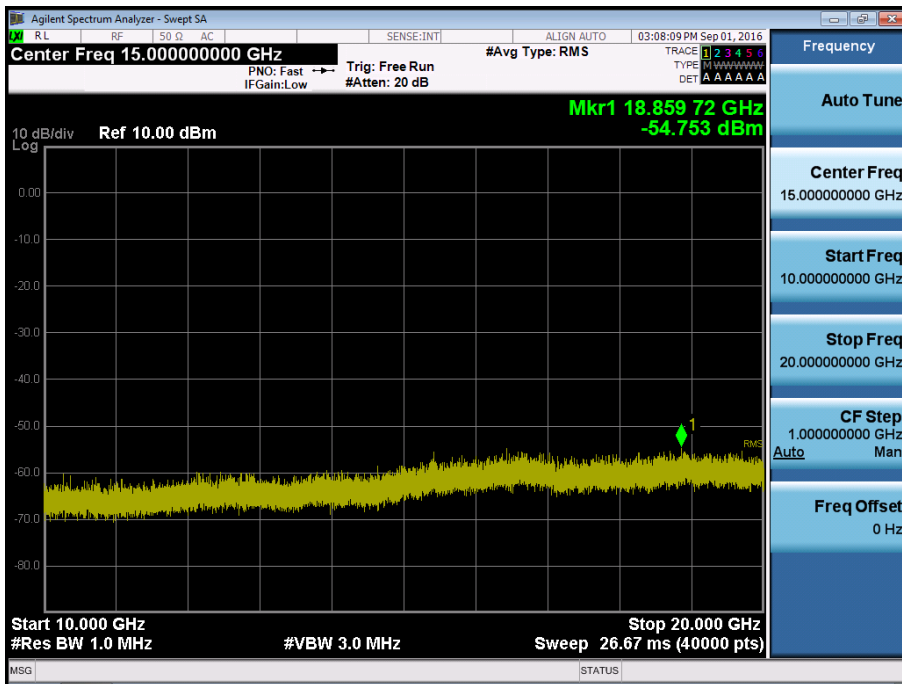 Agilent Spectrum Analyzer - Swept SA
LXI RL RF 50 Ω AC SENSE:INT ALIGN AUTO 03:08:09 PM Sep 01, 2016
Center Freq 15.000000000 GHz
PNO: Fast
IFGain:Low
Trig: Free Run
#Atten: 20 dB
#Avg Type: RMS
TRACE 1 2 3 4 5 6
TYPE M WWWWW
DET A A A A A A
Mkr1 18.859 72 GHz
-54.753 dBm
10 dB/div Ref 10.00 dBm
Log
0.00
-10.0
-20.0
-30.0
-40.0
-50.0
-60.0
-70.0
-80.0
1
RMS
Start 10.000 GHz Stop 20.000 GHz
#Res BW 1.0 MHz #VBW 3.0 MHz Sweep 26.67 ms (40000 pts)
MSG STATUS
Frequency
Auto Tune
Center Freq
15.000000000 GHz
Start Freq
10.000000000 GHz
Stop Freq
20.000000000 GHz
CF Step
1.000000000 GHz
Auto Man
Freq Offset
0 Hz